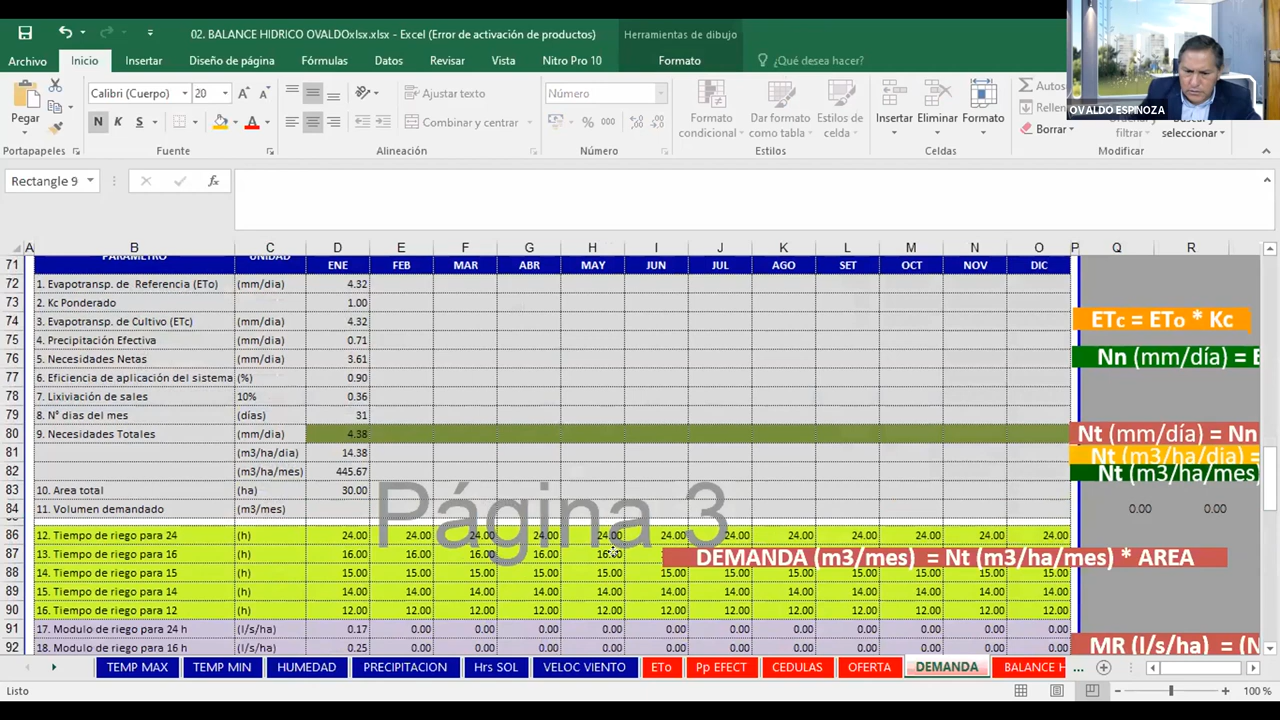 02. BALANCE HIDRICO OVALDOxlsx.xlsx - Excel (Error de activación de productos)
Herramientas de dibujo
Archivo Inicio Insertar Diseño de página Fórmulas Datos Revisar Vista Nitro Pro 10 Formato ¿Qué desea hacer?
OVALDO ESPINOZA
Pegar
Calibri (Cuerpo) 20
N K S
Ajustar texto
Combinar y centrar
Número
Formato condicional
Dar formato como tabla
Estilos de celda
Insertar Eliminar Formato
Borrar
filtrar
seleccionar
Portapapeles Fuente Alineación Número Estilos Celdas Modificar
Rectangle 9
fx
A B C D E F G H I J K L M N O P Q R
71 PARAMETRO UNIDAD ENE FEB MAR ABR MAY JUN JUL AGO SET OCT NOV DIC
72 1. Evapotransp. de Referencia (ETo) (mm/dia) 4.32
73 2. Kc Ponderado 1.00
74 3. Evapotransp. de Cultivo (ETc) (mm/dia) 4.32 ETc = ETo * Kc
75 4. Precipitación Efectiva (mm/dia) 0.71
76 5. Necesidades Netas (mm/dia) 3.61 Nn (mm/día) = E
77 6. Eficiencia de aplicación del sistema (%) 0.90
78 7. Lixiviación de sales 10% 0.36
79 8. N° dias del mes (días) 31
80 9. Necesidades Totales (mm/dia) 4.38 Nt (mm/día) = Nn
81 (m3/ha/dia) 14.38 Nt (m3/ha/dia) =
82 (m3/ha/mes) 445.67 Nt (m3/ha/mes)
83 10. Area total (ha) 30.00
84 11. Volumen demandado (m3/mes) 0.00 0.00
Página 3
86 12. Tiempo de riego para 24 (h) 24.00 24.00 24.00 24.00 24.00 24.00 24.00 24.00 24.00 24.00 24.00 24.00
87 13. Tiempo de riego para 16 (h) 16.00 16.00 16.00 16.00 16.00
DEMANDA (m3/mes) = Nt (m3/ha/mes) * AREA
88 14. Tiempo de riego para 15 (h) 15.00 15.00 15.00 15.00 15.00 15.00 15.00 15.00 15.00 15.00 15.00 15.00
89 15. Tiempo de riego para 14 (h) 14.00 14.00 14.00 14.00 14.00 14.00 14.00 14.00 14.00 14.00 14.00 14.00
90 16. Tiempo de riego para 12 (h) 12.00 12.00 12.00 12.00 12.00 12.00 12.00 12.00 12.00 12.00 12.00 12.00
91 17. Modulo de riego para 24 h (l/s/ha) 0.17 0.00 0.00 0.00 0.00 0.00 0.00 0.00 0.00 0.00 0.00 0.00
92 18. Modulo de riego para 16 h (l/s/ha) 0.25 0.00 0.00 0.00 0.00 0.00 0.00 0.00 0.00 0.00 0.00 0.00 MR (l/s/ha) = (N
TEMP MAX TEMP MIN HUMEDAD PRECIPITACION Hrs SOL VELOC VIENTO ETo Pp EFECT CEDULAS OFERTA DEMANDA BALANCE H ...
Listo
100 %